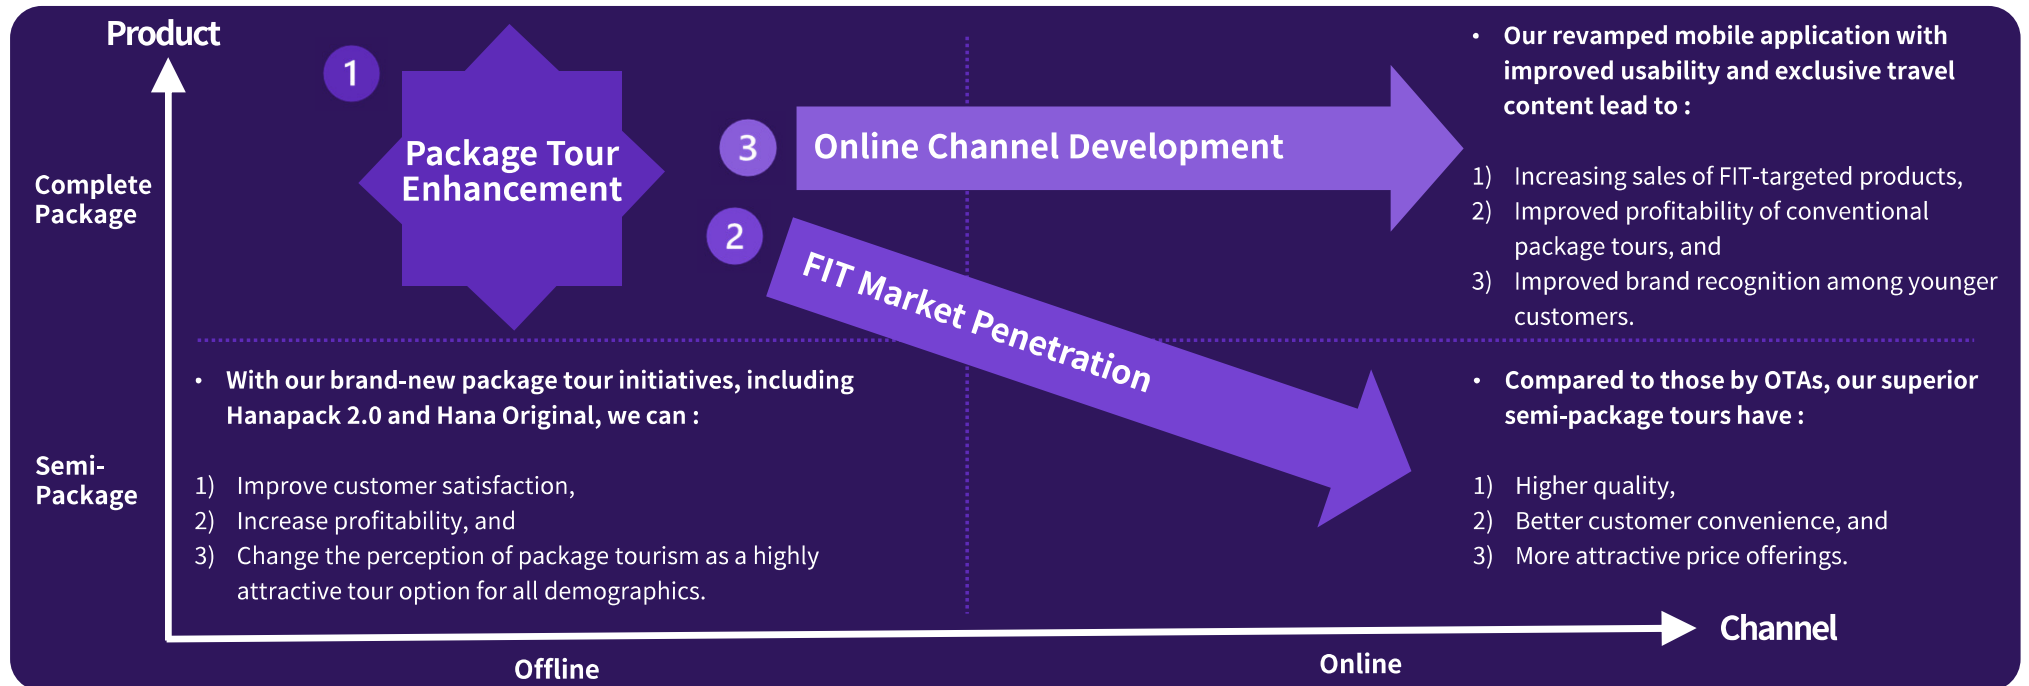 Product
Complete
Package
Semi-
Package
1
Package Tour
Enhancement
3
Online Channel Development
2
FIT Market Penetration
• Our revamped mobile application with
improved usability and exclusive travel
content lead to :
1) Increasing sales of FIT-targeted products,
2) Improved profitability of conventional
package tours, and
3) Improved brand recognition among younger
customers.
• With our brand-new package tour initiatives, including
Hanapack 2.0 and Hana Original, we can :
1) Improve customer satisfaction,
2) Increase profitability, and
3) Change the perception of package tourism as a highly
attractive tour option for all demographics.
• Compared to those by OTAs, our superior
semi-package tours have :
1) Higher quality,
2) Better customer convenience, and
3) More attractive price offerings.
Channel
Offline
Online